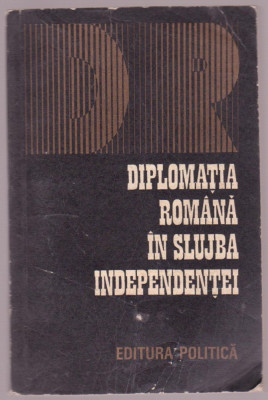 DR
DIPLOMAȚIA
ROMÂNĂ
ÎN SLUJBA
INDEPENDENȚEI
EDITURA POLITICĂ